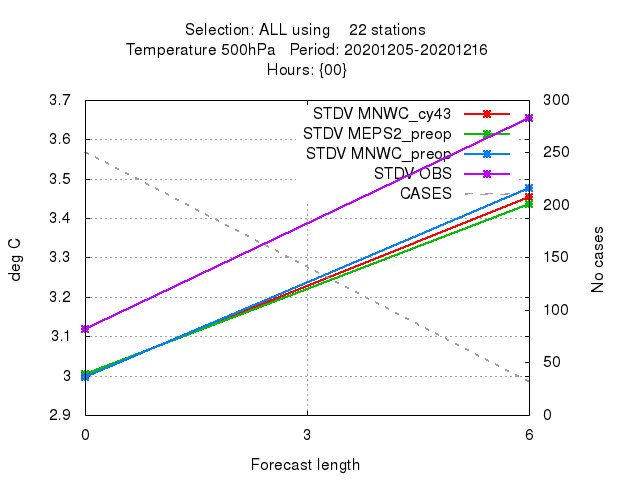 Selection: ALL using    22 stations
Temperature 500hPa   Period: 20201205-20201216
Hours: {00}
3.7
3.6
3.5
3.4
3.3
3.2
3.1
3
2.9
deg C
STDV MNWC_cy43
STDV MEPS2_preop
STDV MNWC_preop
STDV OBS
CASES
300
250
200
150
100
50
0
No cases
0
3
6
Forecast length